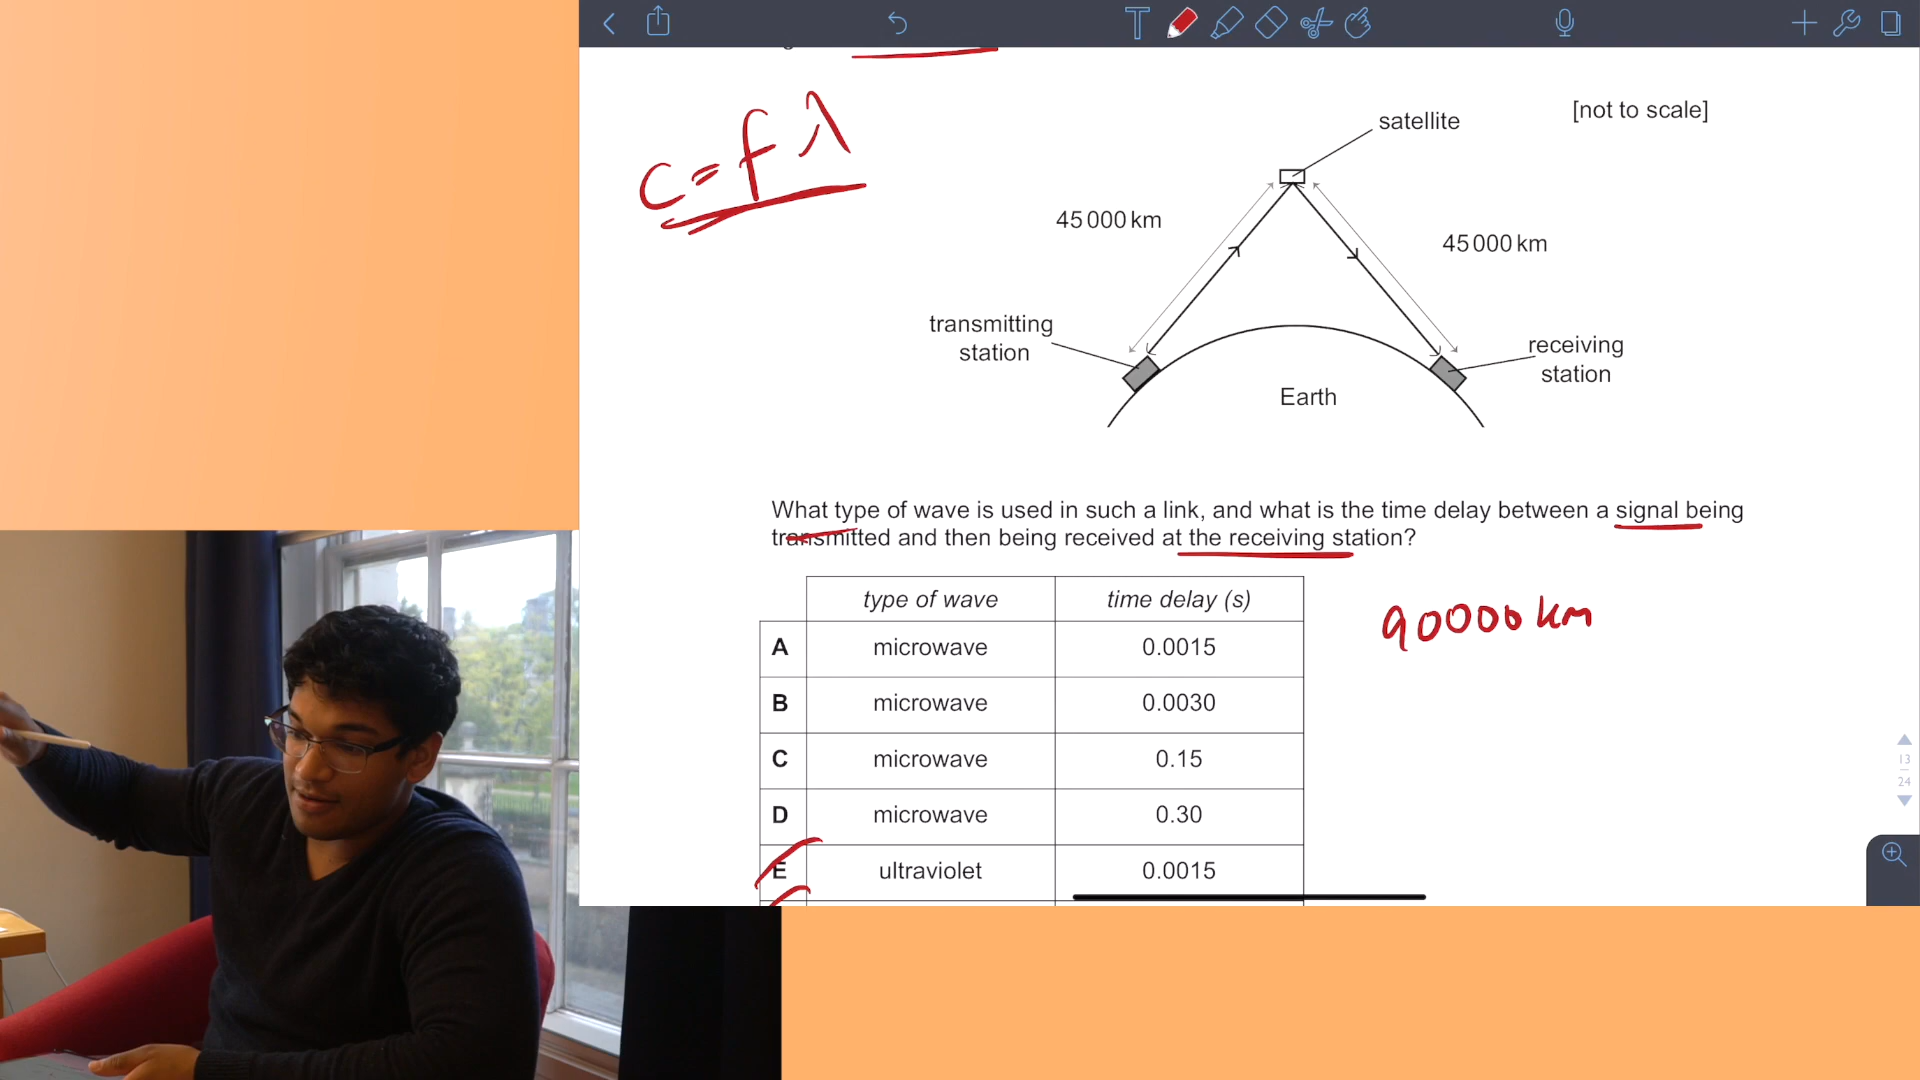 c=fλ
[not to scale]
satellite
45 000 km
45 000 km
transmitting
station
receiving
station
Earth
What type of wave is used in such a link, and what is the time delay between a signal being
transmitted and then being received at the receiving station?
type of wave time delay (s)
A microwave 0.0015
B microwave 0.0030
C microwave 0.15
D microwave 0.30
E ultraviolet 0.0015
90000 km
T
13
24